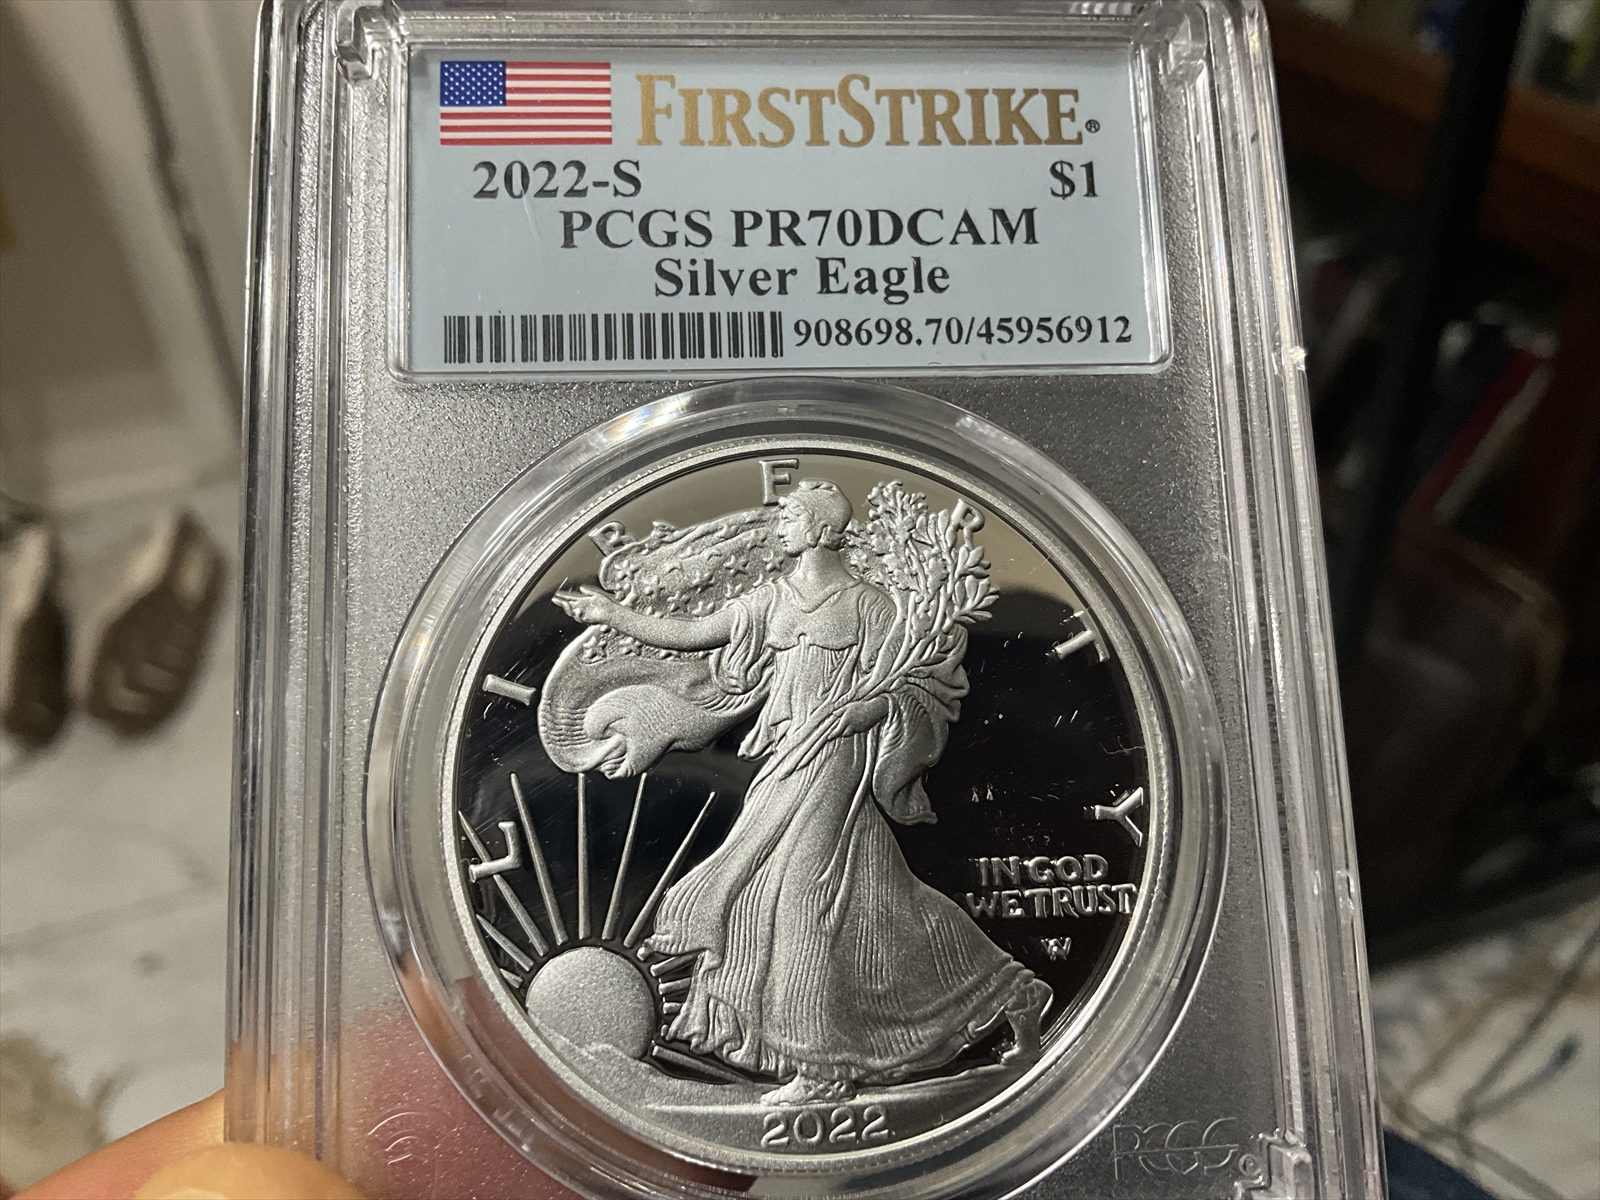 FIRSTSTRIKE®
2022-S $1
PCGS PR70DCAM
Silver Eagle
908698.70/45956912
LIBERTY
IN GOD
WE TRUST
W
2022
PCGS